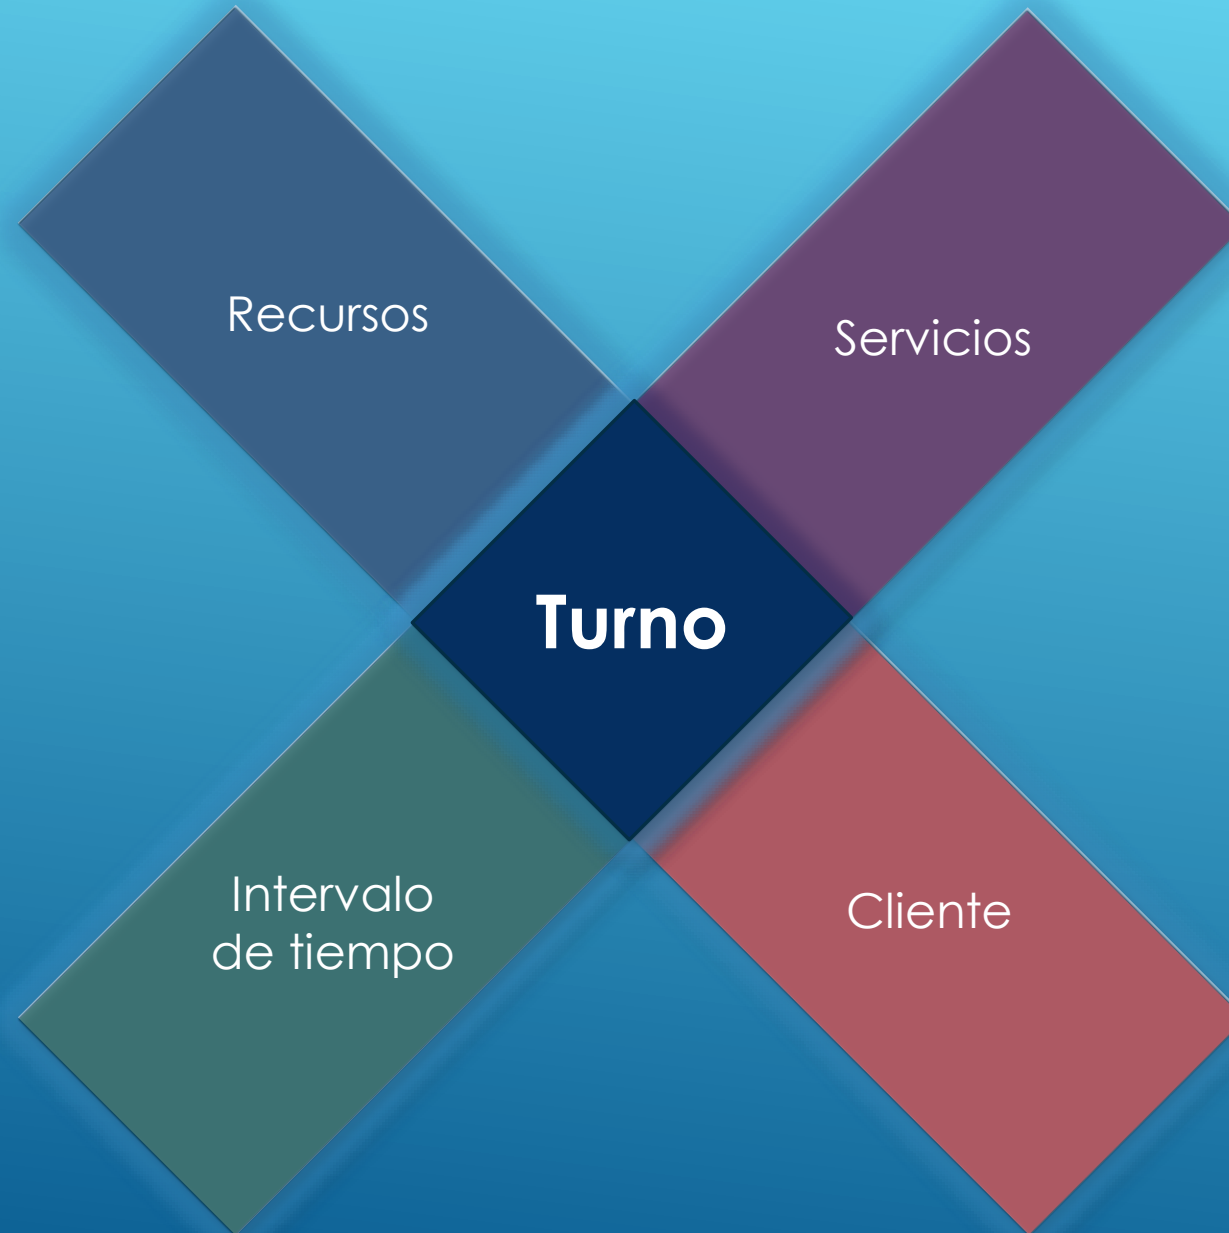 Recursos
Servicios
Turno
Intervalo
de tiempo
Cliente